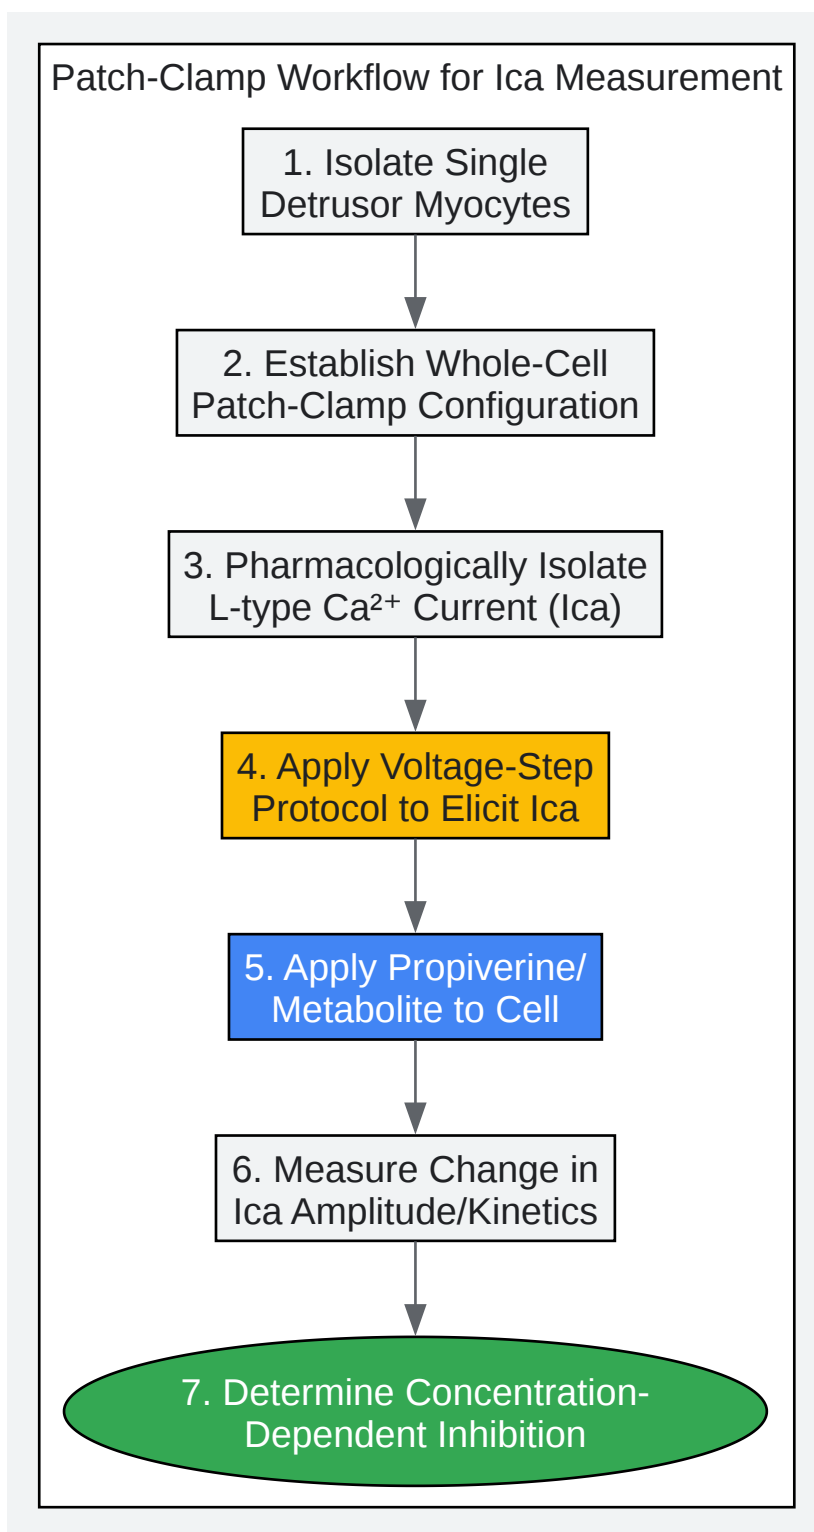 Patch-Clamp Workflow for Ica Measurement
1. Isolate Single
Detrusor Myocytes
2. Establish Whole-Cell
Patch-Clamp Configuration
3. Pharmacologically Isolate
L-type Ca²⁺ Current (Ica)
4. Apply Voltage-Step
Protocol to Elicit Ica
5. Apply Propiverine/
Metabolite to Cell
6. Measure Change in
Ica Amplitude/Kinetics
7. Determine Concentration-
Dependent Inhibition